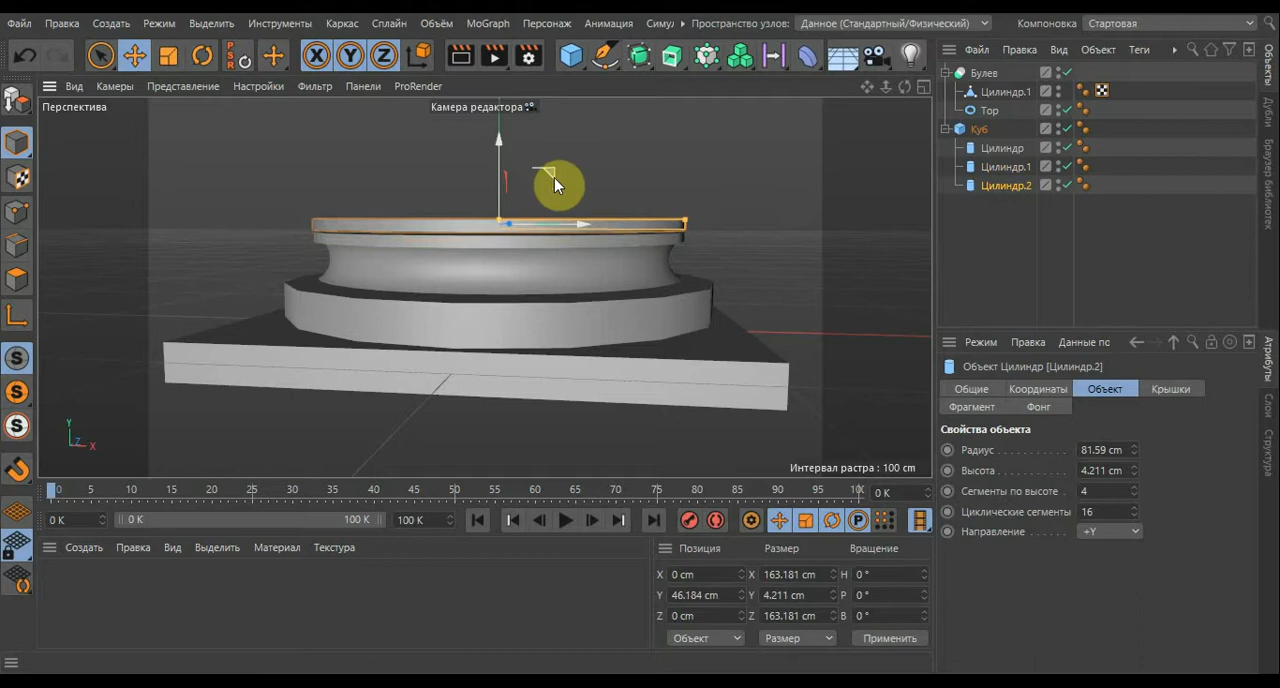 Файл Правка Создать Режим Выделить Инструменты Каркас Сплайн Объём MoGraph Персонаж Анимация Симу Пространство узлов: Данное (Стандартный/Физический) Компоновка Стартовая
PSR 0 X Y Z
Файл Правка Вид Объект Теги
Вид Камеры Представление Настройки Фильтр Панели ProRender
Перспектива
Камера редактора
Булев
Цилиндр.1
Тор
Куб
Цилиндр
Цилиндр.1
Цилиндр.2
Объекты
Дубли
Браузер библиотек
Y
Z X
Интервал растра : 100 cm
S
S
S
Режим Правка Данные по
Объект Цилиндр [Цилиндр.2]
Общие Координаты Объект Крышки
Фрагмент Фонг
Свойства объекта
Радиус 81.59 cm
Высота 4.211 cm
Сегменты по высоте 4
Циклические сегменты 16
Направление +Y
Атрибуты
Слои
Структура
0 5 10 15 20 25 30 35 40 45 50 55 60 65 70 75 80 85 90 95 10( 0 K
0 K 0 K 100 K 100 K P
Создать Правка Вид Выделить Материал Текстура
Позиция Размер Вращение
X 0 cm X 163.181 cm H 0 °
Y 46.184 cm Y 4.211 cm P 0 °
Z 0 cm Z 163.181 cm B 0 °
Объект Размер Применить